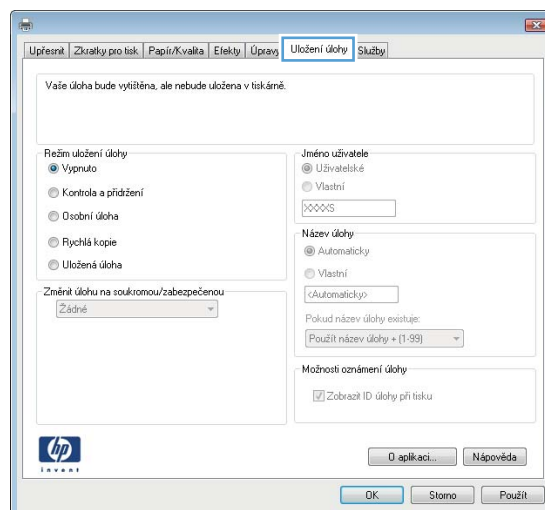 Upřesnit Zkratky pro tisk Papír/Kvalita Efekty Úpravy Uložení úlohy Služby
Vaše úloha bude vytištěna, ale nebude uložena v tiskárně.
Režim uložení úlohy
Vypnuto
Kontrola a přidržení
Osobní úloha
Rychlá kopie
Uložená úloha
Změnit úlohu na soukromou/zabezpečenou
Žádné
Jméno uživatele
Uživatelské
Vlastní
XXXXS
Název úlohy
Automaticky
Vlastní
<Automaticky>
Pokud název úlohy existuje:
Použít název úlohy + (1-99)
Možnosti oznámení úlohy
Zobrazit ID úlohy při tisku
hp
invent
O aplikaci... Nápověda
OK Storno Použít